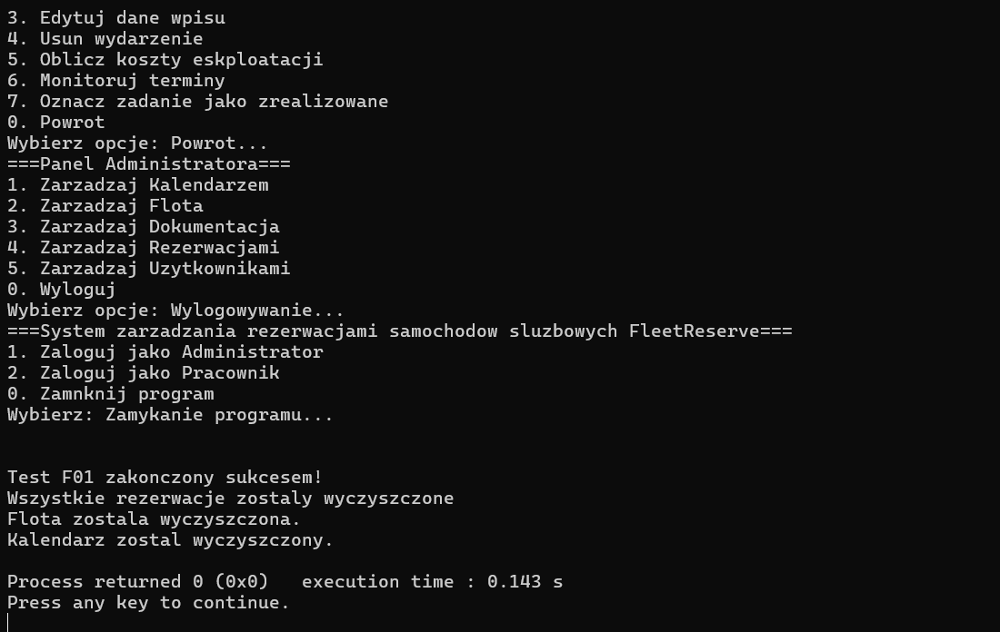 3. Edytuj dane wpisu
4. Usun wydarzenie
5. Oblicz koszty eskploatacji
6. Monitoruj terminy
7. Oznacz zadanie jako zrealizowane
0. Powrot
Wybierz opcje: Powrot...
===Panel Administratora===
1. Zarzadzaj Kalendarzem
2. Zarzadzaj Flota
3. Zarzadzaj Dokumentacja
4. Zarzadzaj Rezerwacjami
5. Zarzadzaj Uzytkownikami
0. Wyloguj
Wybierz opcje: Wylogowywanie...
===System zarzadzania rezerwacjami samochodow sluzbowych FleetReserve===
1. Zaloguj jako Administrator
2. Zaloguj jako Pracownik
0. Zamnknij program
Wybierz: Zamykanie programu...
Test F01 zakonczony sukcesem!
Wszystkie rezerwacje zostaly wyczyszczone
Flota zostala wyczyszczona.
Kalendarz zostal wyczyszczony.
Process returned 0 (0x0)   execution time : 0.143 s
Press any key to continue.